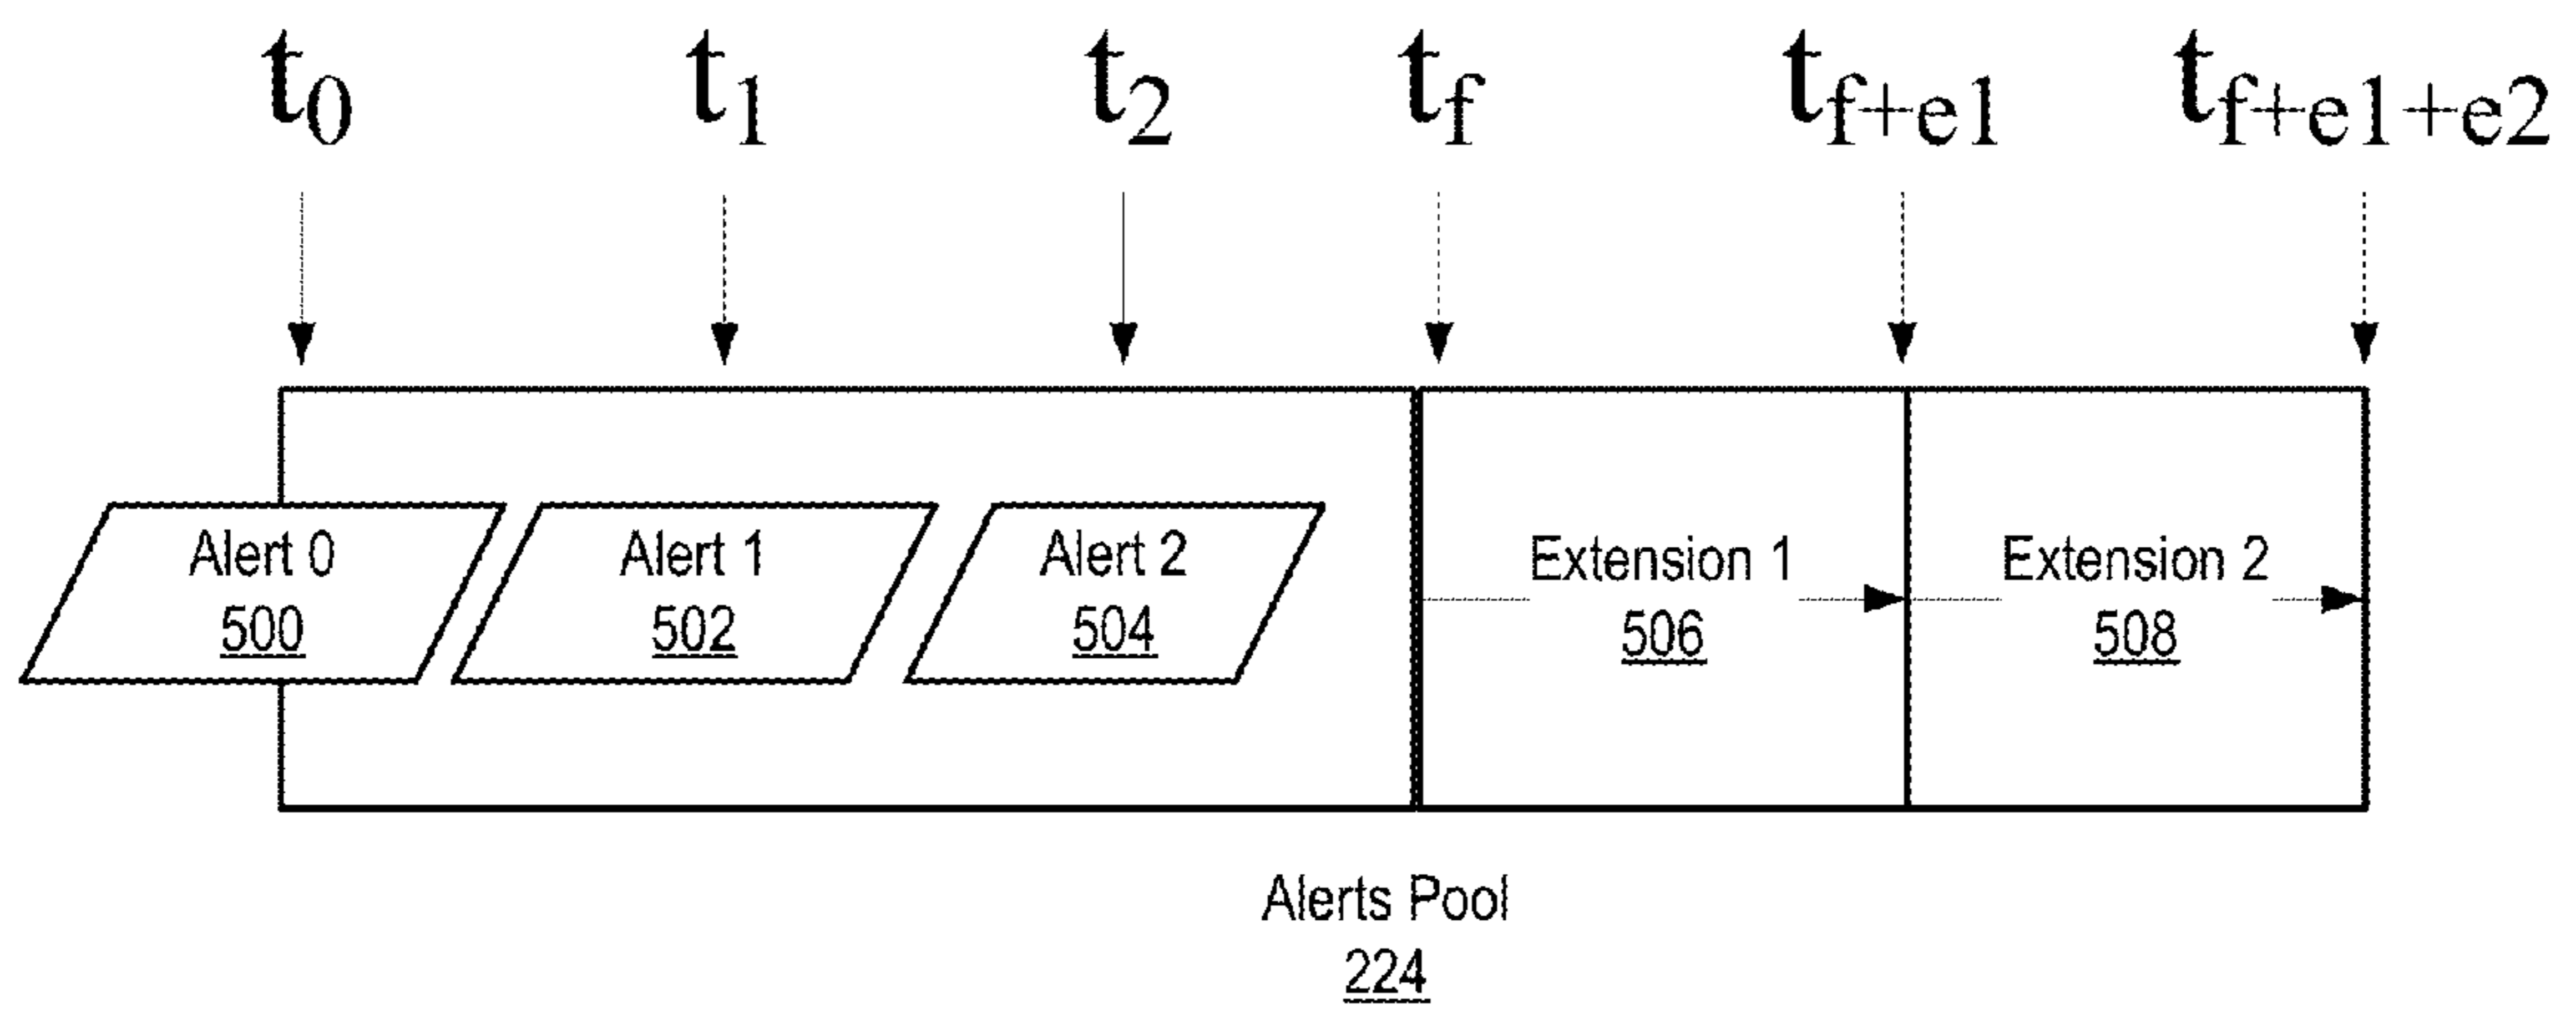 t0 t1 t2 tf tf+e1 tf+e1+e2
Alert 0 Alert 1 Alert 2 Extension 1 Extension 2
500 502 504 506 508
Alerts Pool
224